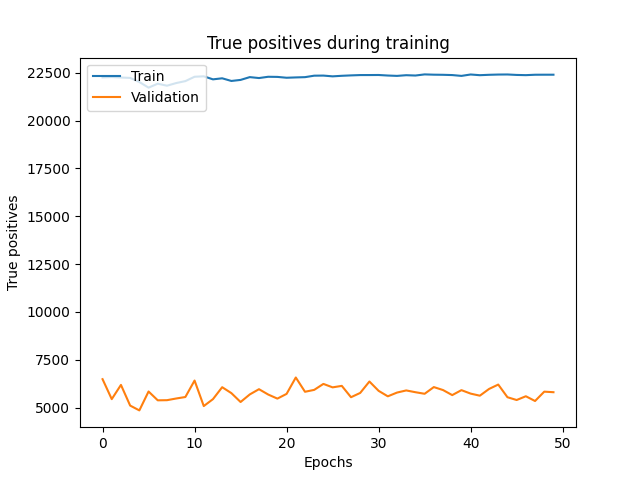 True positives during training
Train
Validation
True positives
22500
20000
17500
15000
12500
10000
7500
5000
0 10 20 30 40 50
Epochs